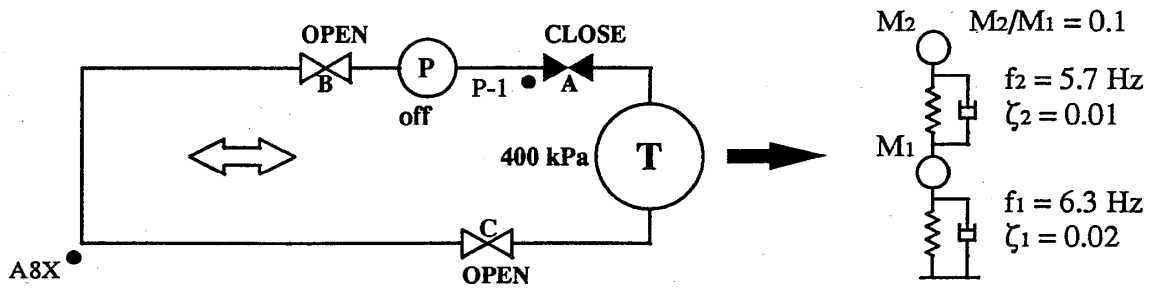 OPEN
B
P
off
P-1
CLOSE
A
400 kPa
T
C
OPEN
A8X
M2
M2/M1 = 0.1
f2 = 5.7 Hz
ζ2 = 0.01
M1
f1 = 6.3 Hz
ζ1 = 0.02